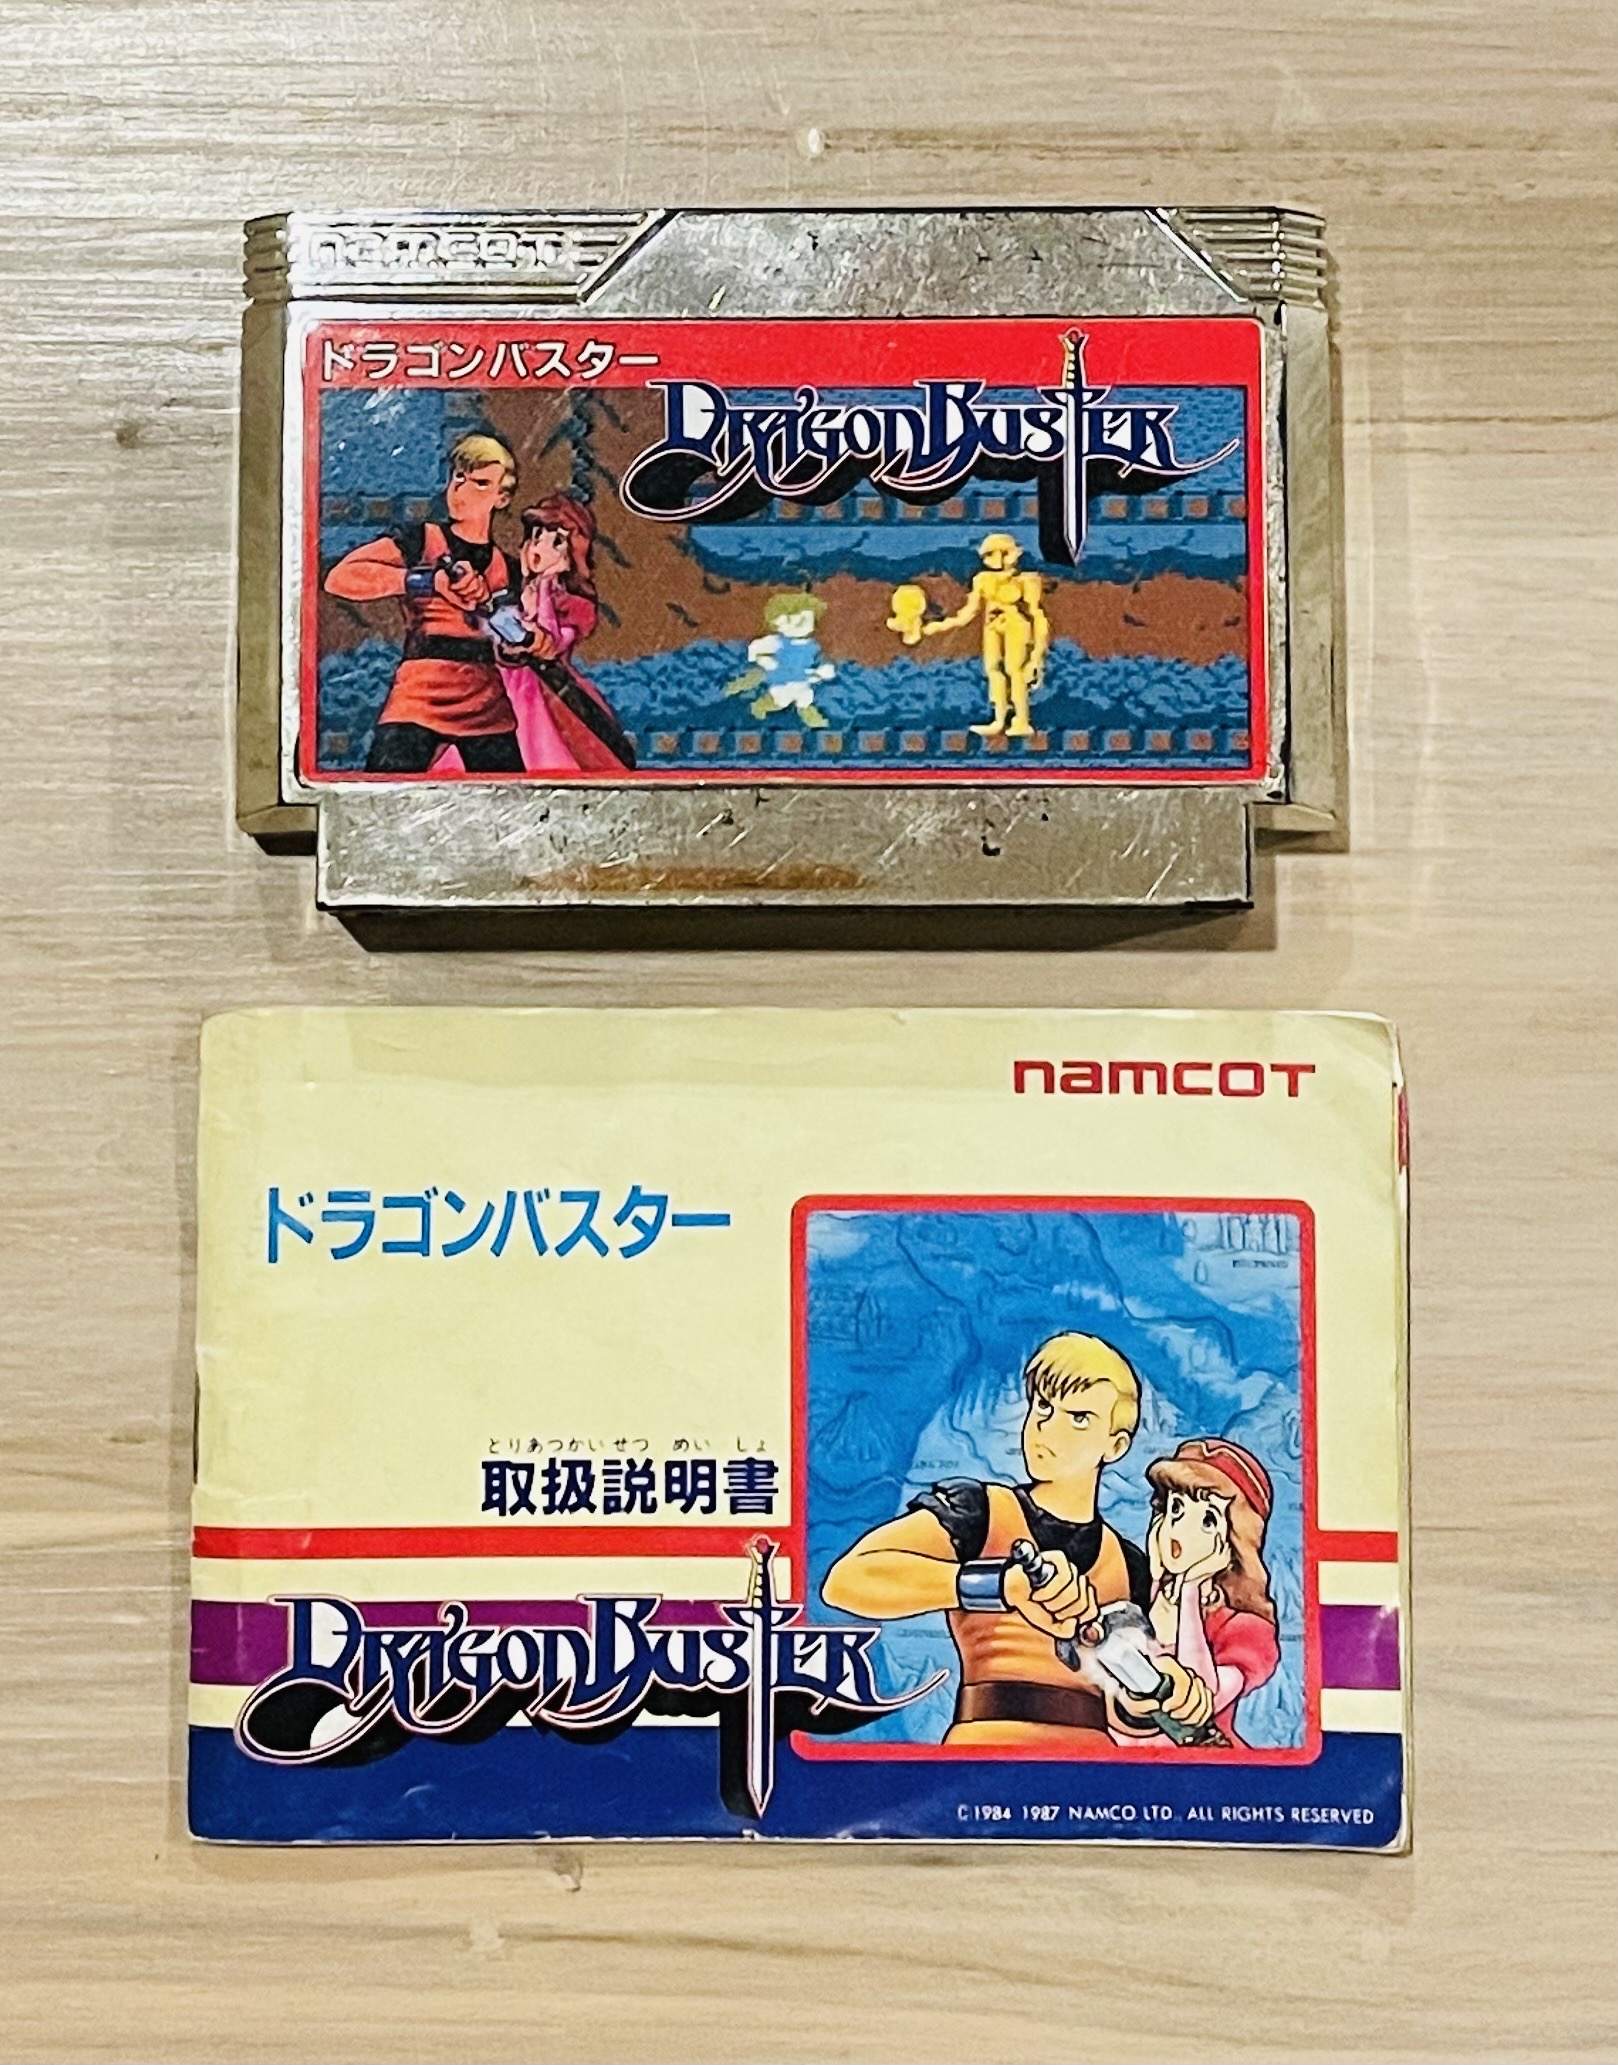 namcot
ドラゴンバスター
DRAGON BUSTER
namcot
ドラゴンバスター
とりあつかいせつ めい しょ
取扱説明書
DRAGON BUSTER
©1984 1987 NAMCO LTD., ALL RIGHTS RESERVED